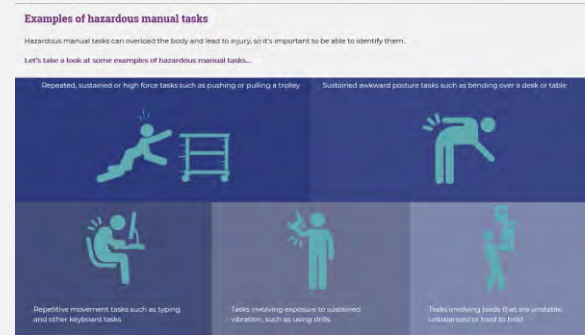 Examples of hazardous manual tasks
Hazardous manual tasks can overload the body and lead to injury, so it's important to be able to identify them.
Let's take a look at some examples of hazardous manual tasks...
Repeated, sustained or high force tasks such as pushing or pulling a trolley
Sustained awkward posture tasks such as bending over a desk or table
Repetitive movement tasks such as typing
and other keyboard tasks
Tasks involving exposure to sustained
vibration, such as using drills
Tasks involving loads that are unstable,
unbalanced or hard to hold